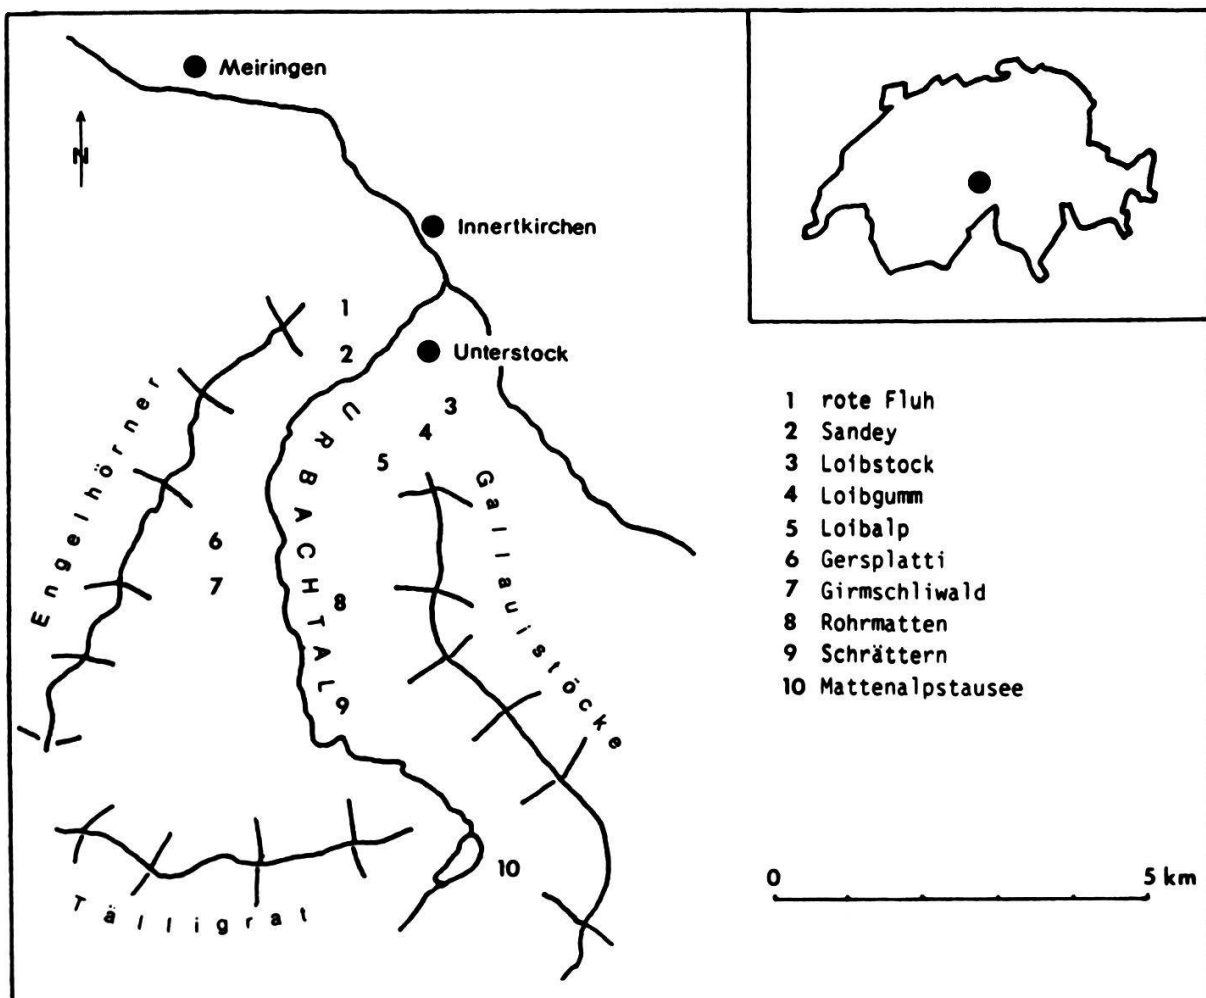 Meiringen
N
Innertkirchen
1
2
Unterstock
3
4
5
6
7
8
9
10
Engelhörner
URBACHTAL
Gallauistöcke
Tälligrat
1 rote Fluh
2 Sandey
3 Loibstock
4 Loibgumm
5 Loibalp
6 Gersplatti
7 Girmschliwald
8 Rohrmatten
9 Schrättern
10 Mattenalpstausee
0 5 km